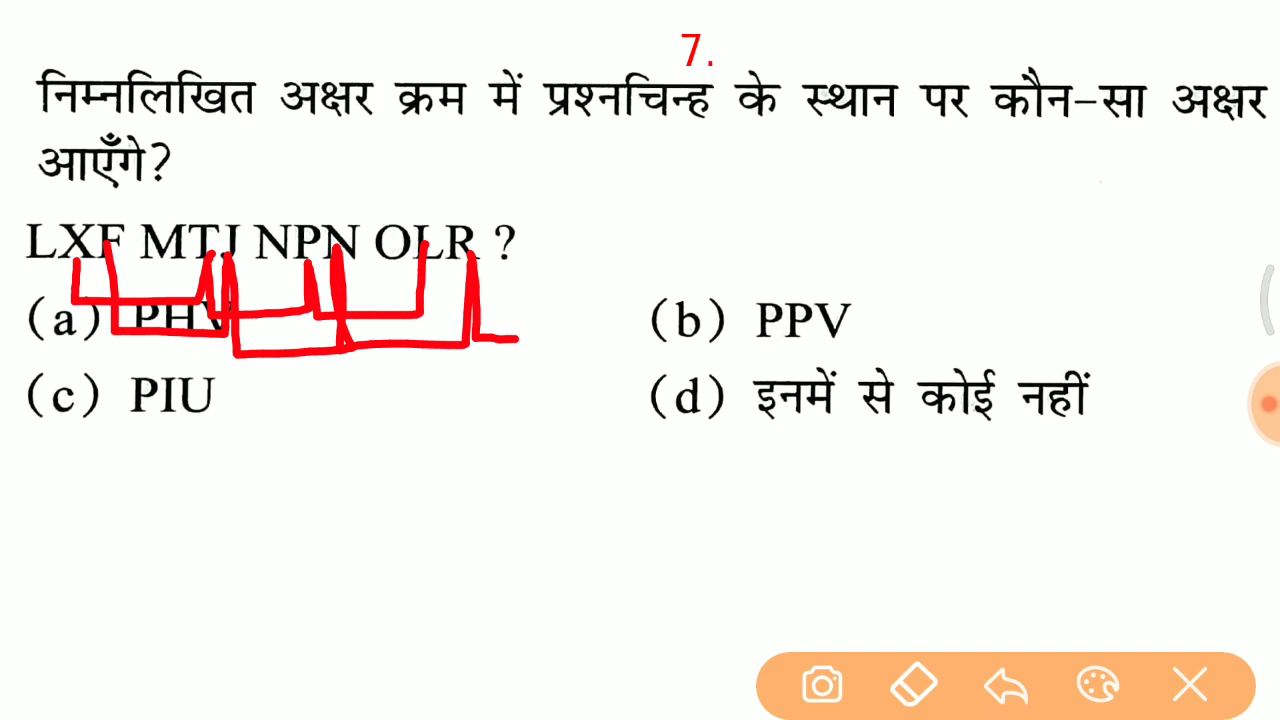 7.
निम्नलिखित अक्षर क्रम में प्रश्नचिन्ह के स्थान पर कौन-सा अक्षर
आएँगे?
LXF MTJ NPN OLR ?
(a) PHV (b) PPV
(c) PIU (d) इनमें से कोई नहीं